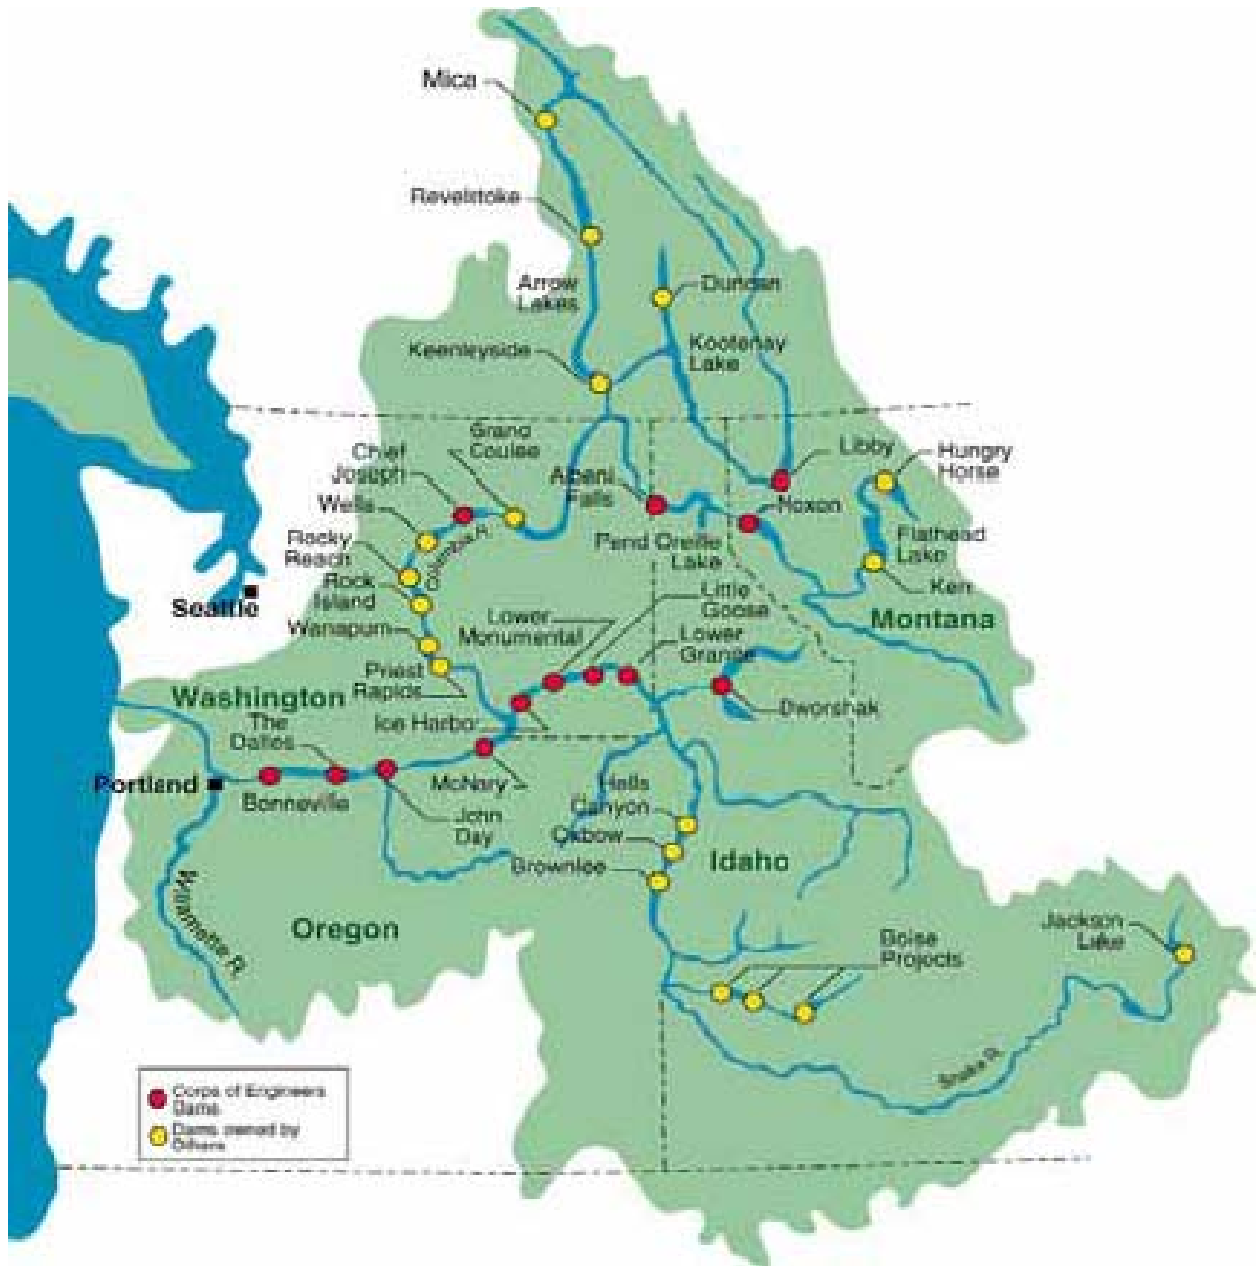 Mica
Revelstoke
Arrow
Lakes
Duncan
Keenleyside
Kootenay
Lake
Grand
Coulee
Chief
Joseph
Albeni
Falls
Libby
Hungry
Horse
Wells
Noxon
Rocky
Reach
Columbia R.
Pend Oreille
Lake
Flathead
Lake
Rock
Island
Kerr
Seattle
Little
Goose
Lower
Monumental
Wanapum
Lower
Granite
Montana
Priest
Rapids
Washington
Ice Harbor
Dworshak
The
Dalles
Portland
Bonneville
McNary
John
Day
Hells
Canyon
Oxbow
Brownlee
Idaho
Willamette R.
Oregon
Boise
Projects
Jackson
Lake
Snake R.
Corps of Engineers
Dams
Dams owned by
Others